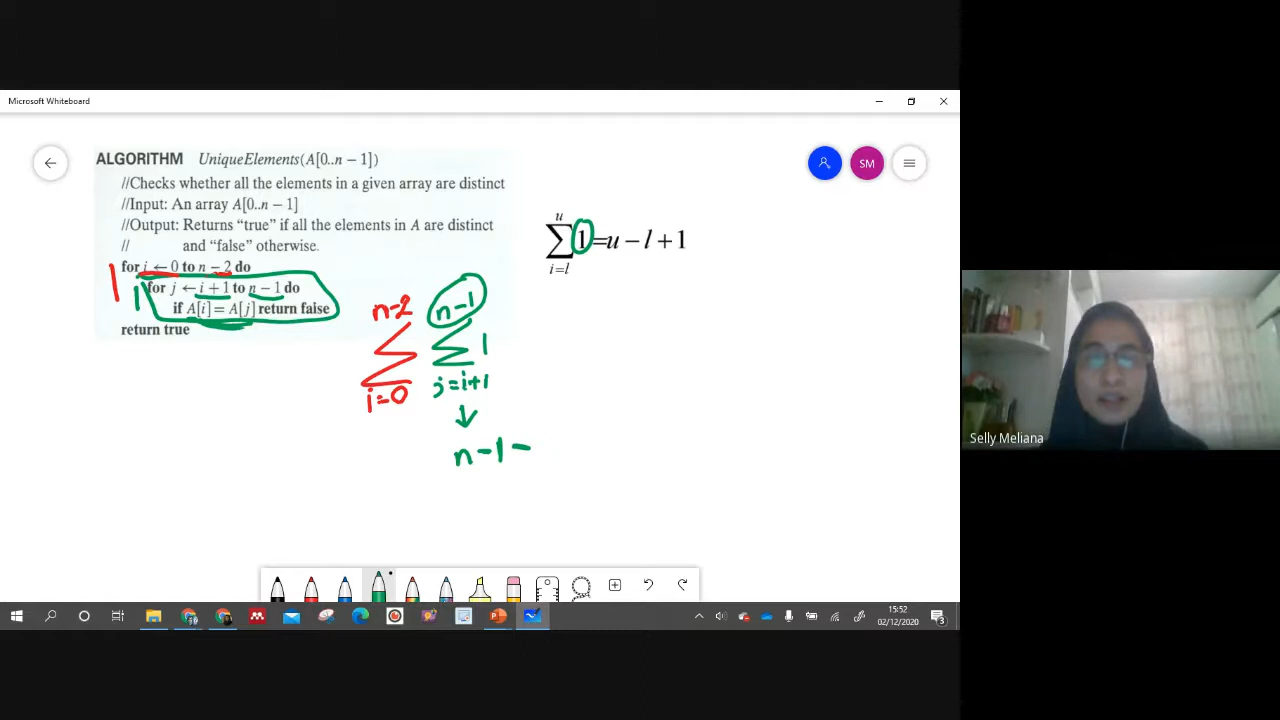 Microsoft Whiteboard
SM
ALGORITHM UniqueElements(A[0..n − 1])
//Checks whether all the elements in a given array are distinct
//Input: An array A[0..n − 1]
//Output: Returns “true” if all the elements in A are distinct
// and “false” otherwise.
for i ← 0 to n − 2 do
for j ← i + 1 to n − 1 do
if A[i] = A[j] return false
return true
u
∑ 1 = u − l + 1
i=l
n-2 n-1
∑ ∑ 1
i=0 j=i+1
↓
n-1-
Selly Meliana
15:52
02/12/2020
3